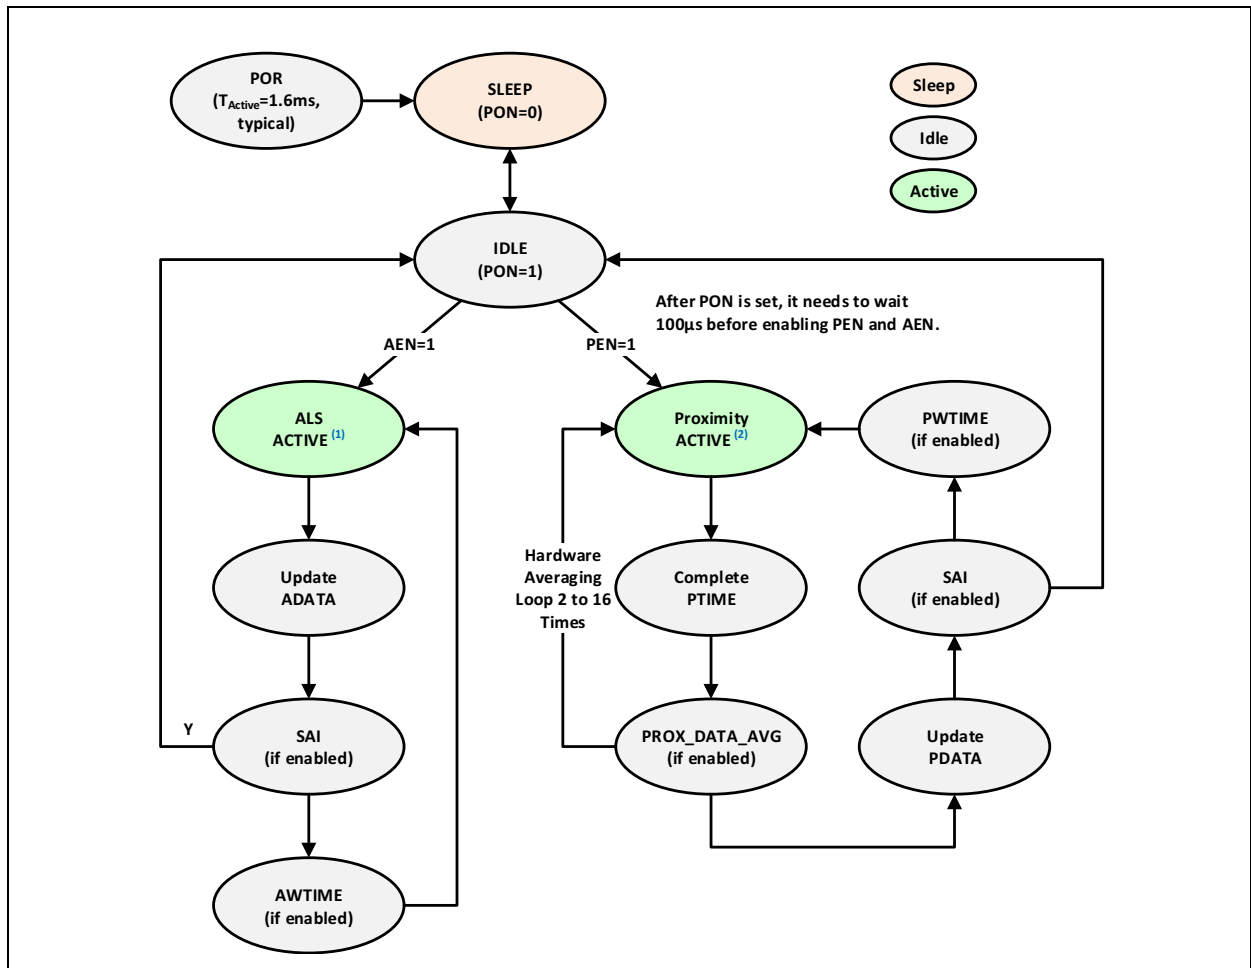 POR
(TActive=1.6ms,
typical)
SLEEP
(PON=0)
Sleep
Idle
Active
IDLE
(PON=1)
After PON is set, it needs to wait
100µs before enabling PEN and AEN.
AEN=1
PEN=1
ALS
ACTIVE (1)
Proximity
ACTIVE (2)
PWTIME
(if enabled)
Hardware
Averaging
Loop 2 to 16
Times
Update
ADATA
Complete
PTIME
SAI
(if enabled)
Y
SAI
(if enabled)
PROX_DATA_AVG
(if enabled)
Update
PDATA
AWTIME
(if enabled)